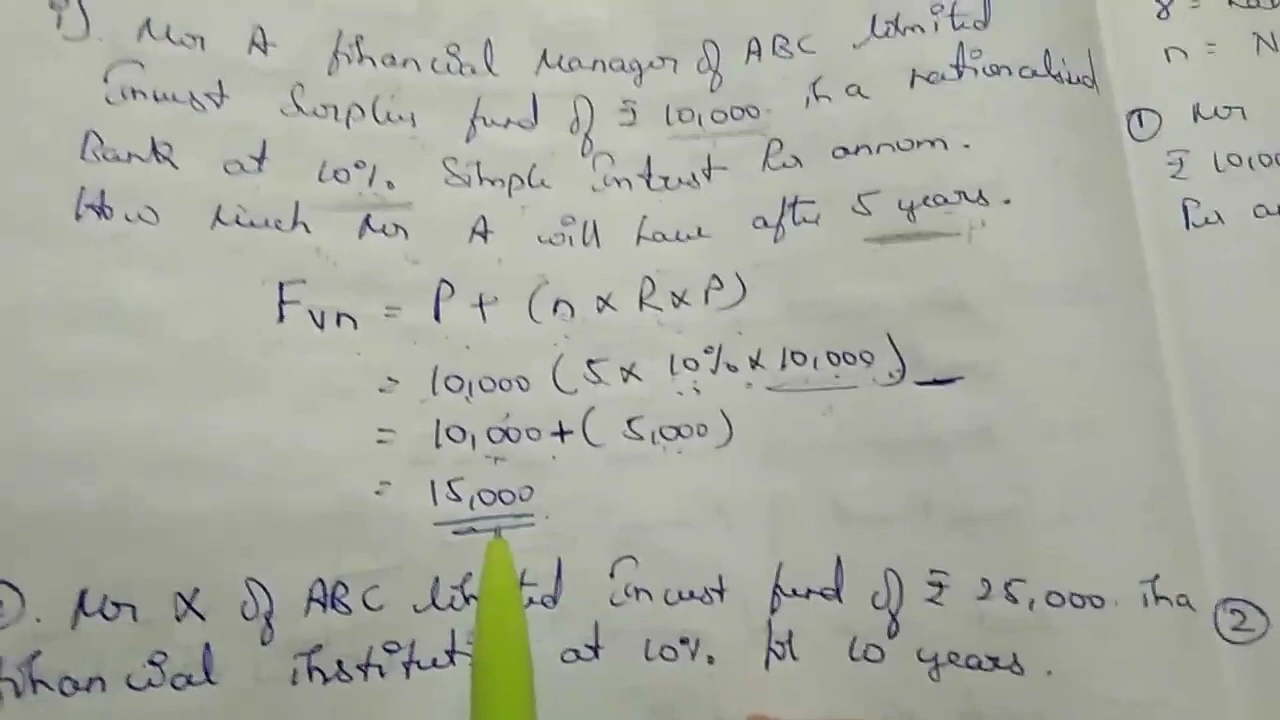 Mr A financial Manager of ABC Limited
Invest Surplus fund of ₹ 10,000 in a nationalised
Bank at 10% Simple Intrest Per annum.
How Much Mr A will have after 5 years.
Fvn = P + (n × R × P)
= 10,000 (5 × 10% × 10,000)
= 10,000 + ( 5,000)
= 15,000
Mr X of ABC Limited Invest fund of ₹ 25,000 in a
financial at 10% for 10 years.
n = N
① Mr
₹ 10,00
Per an
②